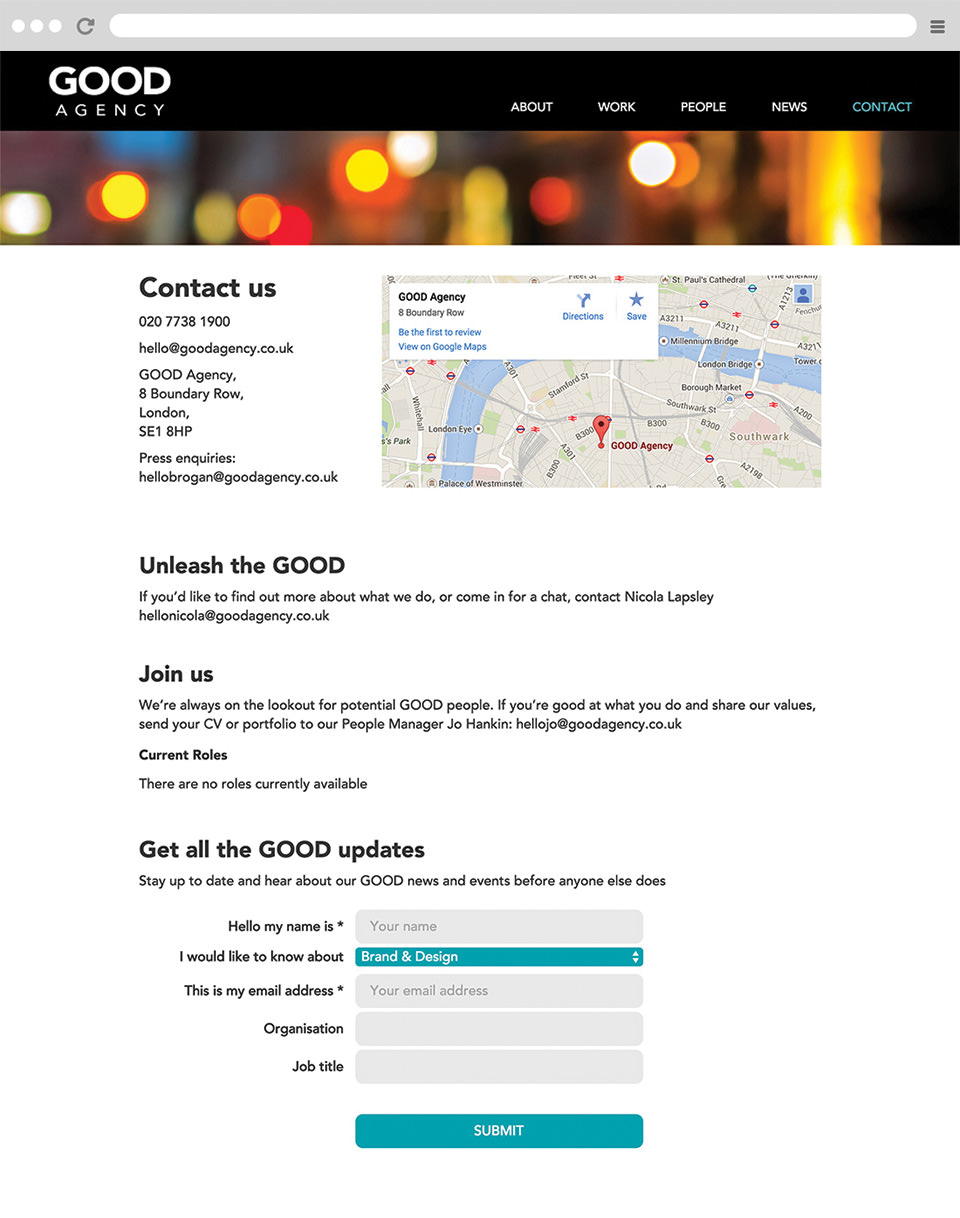 GOOD
AGENCY
ABOUT
WORK
PEOPLE
NEWS
CONTACT
Contact us
020 7738 1900
hello@goodagency.co.uk
GOOD Agency,
8 Boundary Row,
London,
SE1 8HP
Press enquiries:
hellobrogan@goodagency.co.uk
GOOD Agency
8 Boundary Row
Be the first to review
View on Google Maps
Directions
Save
Fleet St
St. Paul's Cathedral
(The Gherkin)
A1213
A3211
A3211
Millennium Bridge
London Bridge
Tower
Borough Market
A301
Stamford St
Southwark St
Whitehall
London Eye
B300
B300
A200
's Park
GOOD Agency
Southwark
A301
B300
A2198
Palace of Westminster
Unleash the GOOD
If you’d like to find out more about what we do, or come in for a chat, contact Nicola Lapsley
hellonicola@goodagency.co.uk
Join us
We’re always on the lookout for potential GOOD people. If you’re good at what you do and share our values,
send your CV or portfolio to our People Manager Jo Hankin: hellojo@goodagency.co.uk
Current Roles
There are no roles currently available
Get all the GOOD updates
Stay up to date and hear about our GOOD news and events before anyone else does
Hello my name is * Your name
I would like to know about Brand & Design
This is my email address * Your email address
Organisation
Job title
SUBMIT